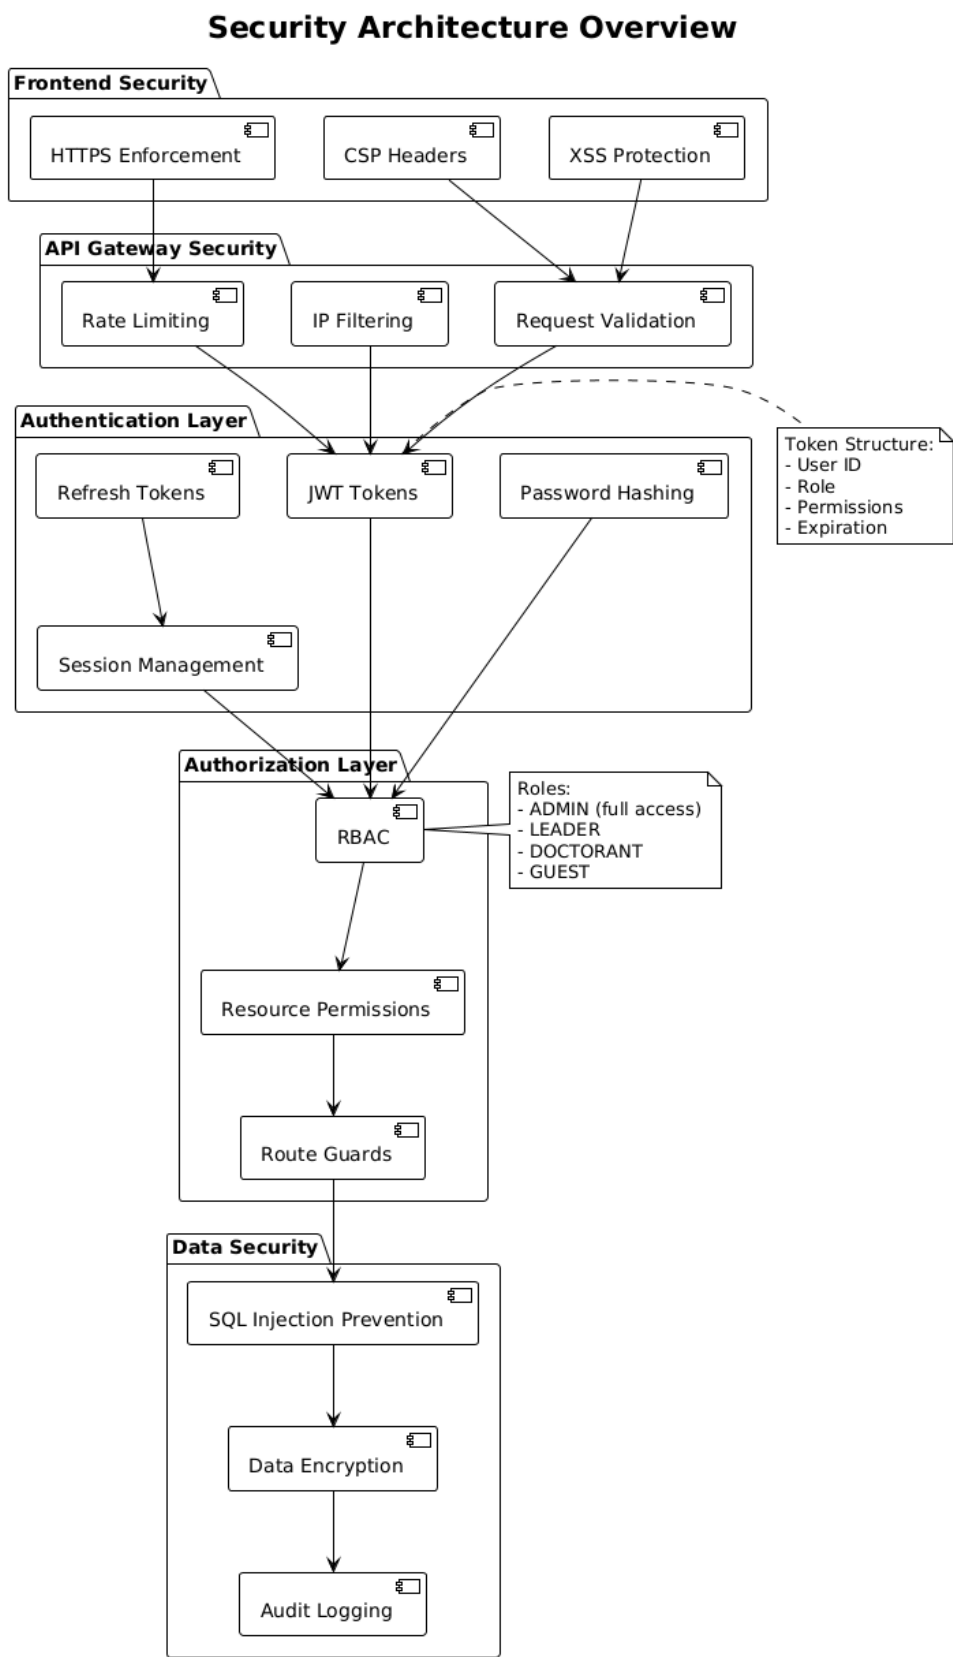 Security Architecture Overview
Frontend Security
HTTPS Enforcement
CSP Headers
XSS Protection
API Gateway Security
Rate Limiting
IP Filtering
Request Validation
Authentication Layer
Refresh Tokens
JWT Tokens
Password Hashing
Token Structure:
- User ID
- Role
- Permissions
- Expiration
Session Management
Authorization Layer
RBAC
Roles:
- ADMIN (full access)
- LEADER
- DOCTORANT
- GUEST
Resource Permissions
Route Guards
Data Security
SQL Injection Prevention
Data Encryption
Audit Logging